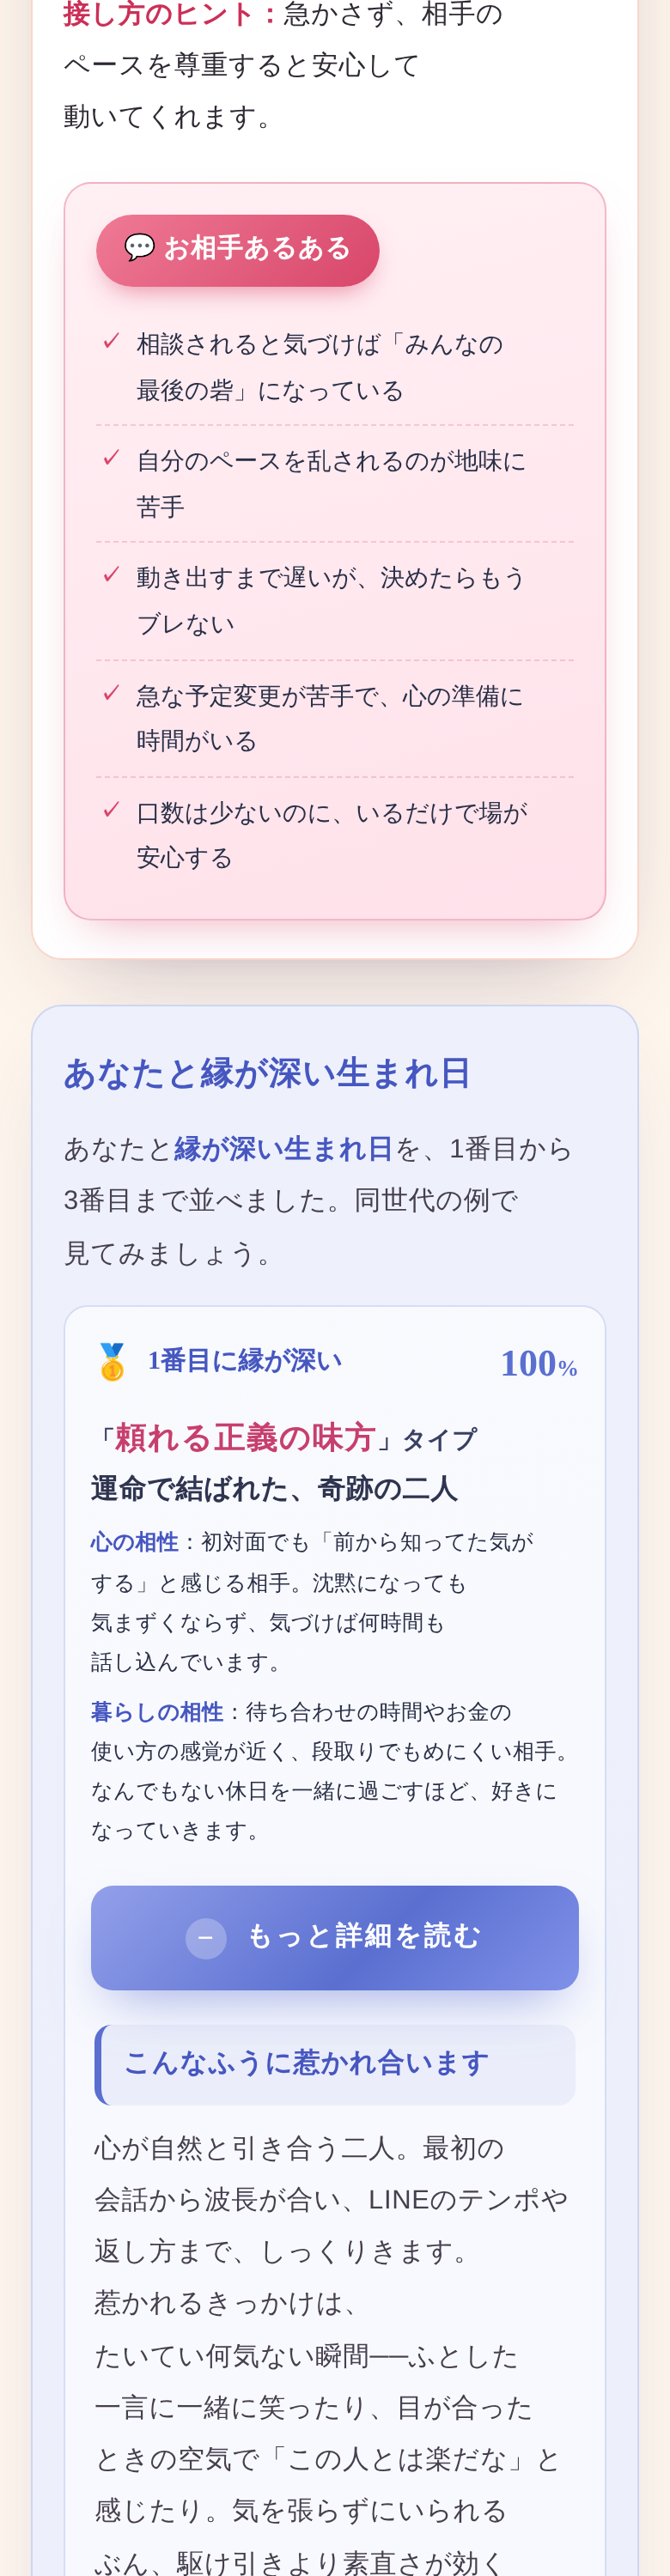 接し方のヒント：急かさず、相手の
ペースを尊重すると安心して
動いてくれます。
💬 お相手あるある
✓ 相談されると気づけば「みんなの
最後の砦」になっている
✓ 自分のペースを乱されるのが地味に
苦手
✓ 動き出すまで遅いが、決めたらもう
ブレない
✓ 急な予定変更が苦手で、心の準備に
時間がいる
✓ 口数は少ないのに、いるだけで場が
安心する
あなたと縁が深い生まれ日
あなたと縁が深い生まれ日を、1番目から
3番目まで並べました。同世代の例で
見てみましょう。
🥇 1番目に縁が深い 100%
「頼れる正義の味方」タイプ
運命で結ばれた、奇跡の二人
心の相性：初対面でも「前から知ってた気が
する」と感じる相手。沈黙になっても
気まずくならず、気づけば何時間も
話し込んでいます。
暮らしの相性：待ち合わせの時間やお金の
使い方の感覚が近く、段取りでもめにくい相手。
なんでもない休日を一緒に過ごすほど、好きに
なっていきます。
− もっと詳細を読む
こんなふうに惹かれ合います
心が自然と引き合う二人。最初の
会話から波長が合い、LINEのテンポや
返し方まで、しっくりきます。
惹かれるきっかけは、
たいてい何気ない瞬間──ふとした
一言に一緒に笑ったり、目が合った
ときの空気で「この人とは楽だな」と
感じたり。気を張らずにいられる
ぶん、駆け引きより素直さが効く